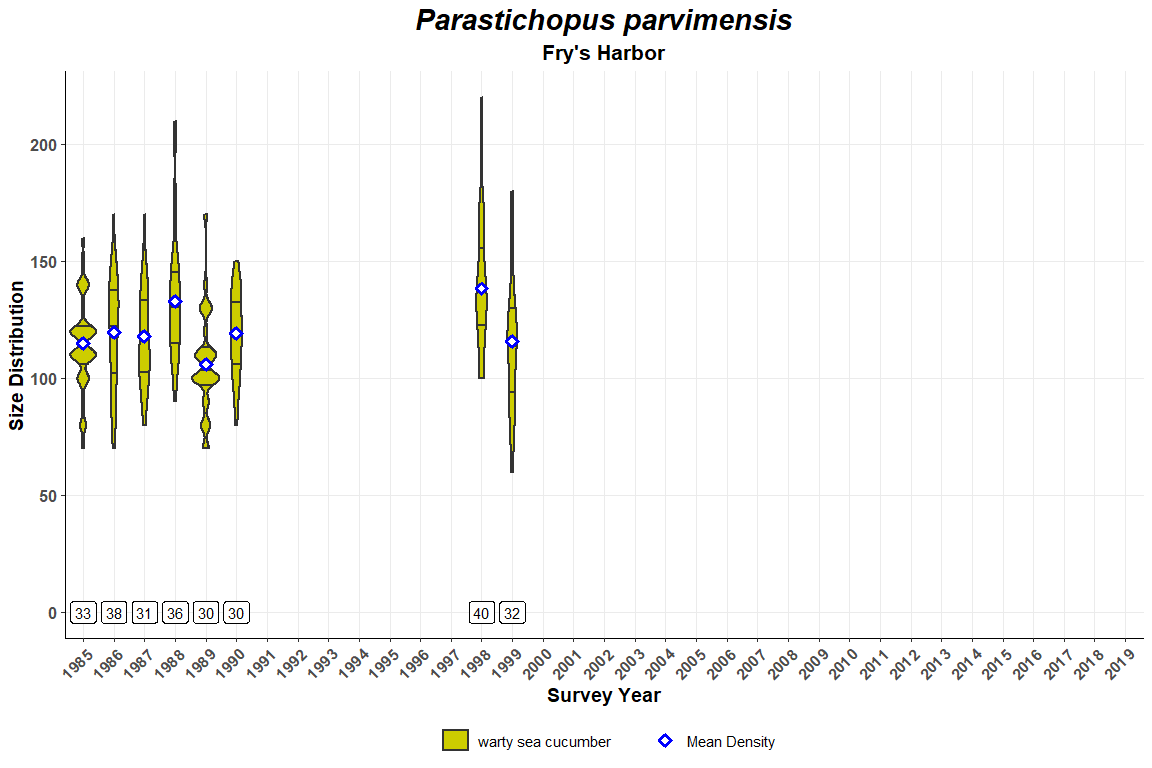 Parastichopus parvimensis
Fry's Harbor
Size Distribution
200
150
100
50
0
33 38 31 36 30 30 40 32
1985 1986 1987 1988 1989 1990 1991 1992 1993 1994 1995 1996 1997 1998 1999 2000 2001 2002 2003 2004 2005 2006 2007 2008 2009 2010 2011 2012 2013 2014 2015 2016 2017 2018 2019
Survey Year
warty sea cucumber Mean Density